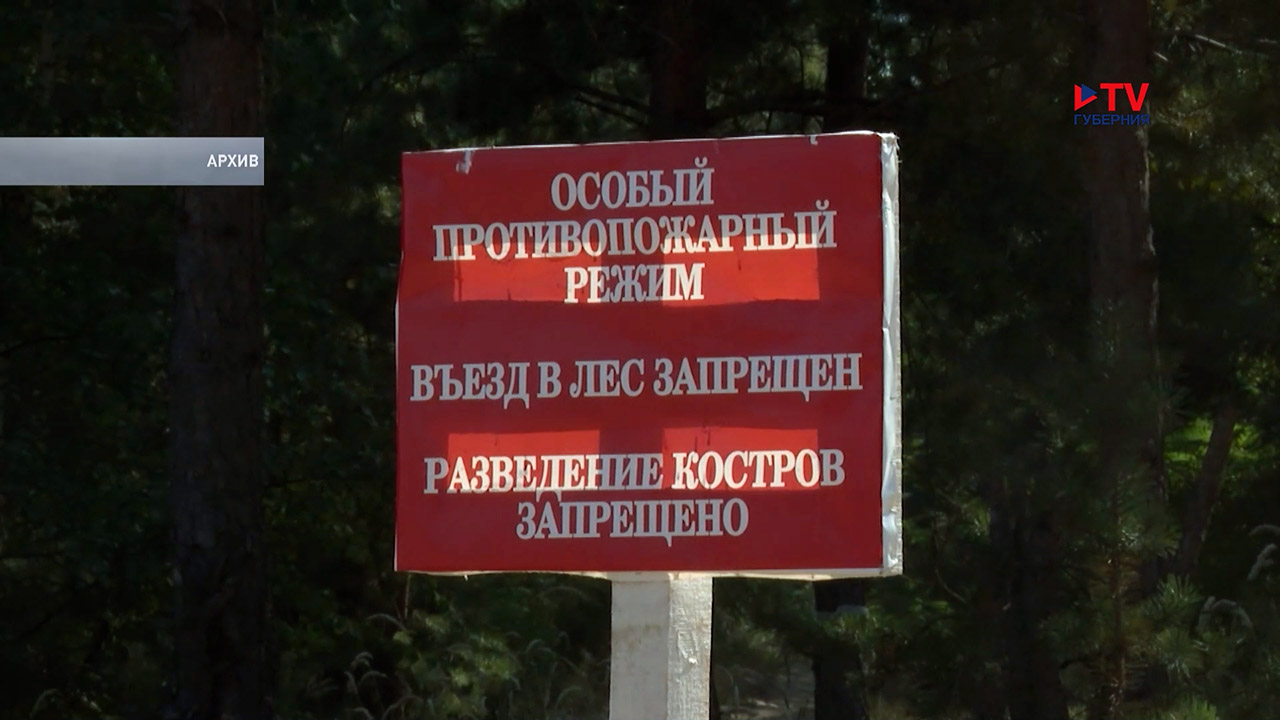 TV
ГУБЕРНИЯ
АРХИВ
ОСОБЫЙ
ПРОТИВОПОЖАРНЫЙ
РЕЖИМ
ВЪЕЗД В ЛЕС ЗАПРЕЩЕН
РАЗВЕДЕНИЕ КОСТРОВ
ЗАПРЕЩЕНО